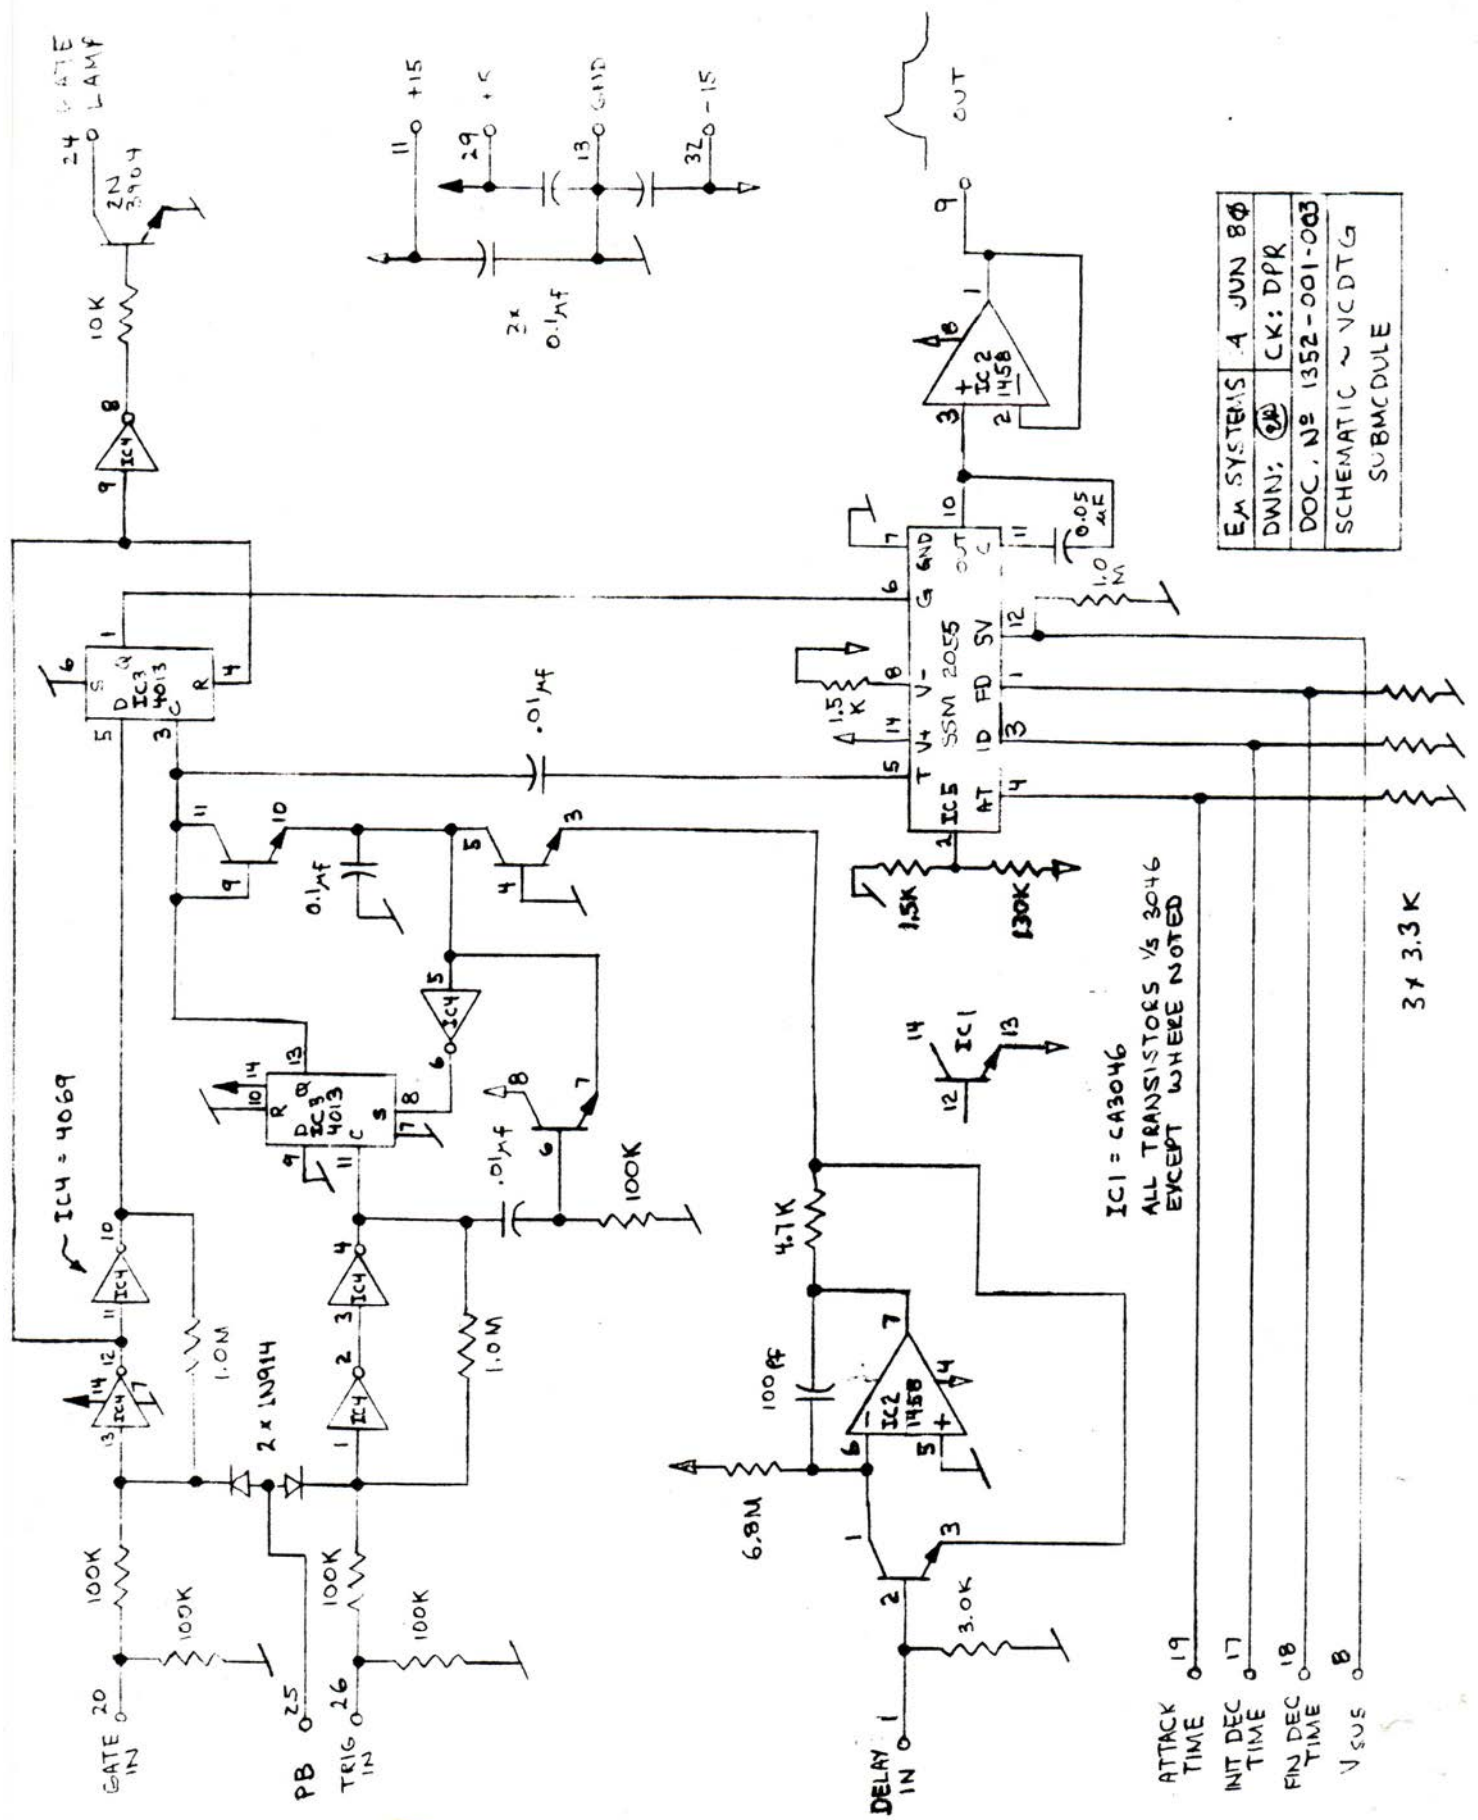 GATE IN
20
100K
100K
PB
25
TRIG IN
26
100K
100K
13
IC4
14
7
12
11
IC4
10
IC4 = 4069
1.0M
2 x 1N914
1
IC4
2
3
IC4
4
1.0M
.01µf
100K
6
7
8
9
D
10
R
14
IC3
4013
C
11
Q
13
S
8
7
6
IC4
5
11
9
10
0.1µf
5
4
3
.01µf
5
D
S
6
IC3
4013
3
C
Q
1
R
4
9
IC4
8
10K
2N
3904
24
LAMP
11
+15
29
+5
13
GND
32
-15
0.1µf
DELAY IN
1
3.0K
2
1
3
6.8M
100pf
6
5
IC2
1458
7
4
4.7K
IC1
12
14
13
IC1 = CA3046
ALL TRANSISTORS 1/5 3046
EXCEPT WHERE NOTED
1.5K
130K
2
IC5
SSM 2055
5
T
14
V+
8
V-
1.5
K
6
G
7
GND
AT
4
ID
3
FD
1
SV
12
C
11
OUT
10
0.05
µF
1.0
M
3
2
IC2
1458
8
1
9
OUT
ATTACK TIME
19
INIT DEC TIME
17
FIN DEC TIME
18
V SUS
8
3 x 3.3K
EM SYSTEMS
4 JUN 80
DWN:
CK: DPR
DOC. Nº 1352-001-003
SCHEMATIC ~ VCDTG
SUBMODULE